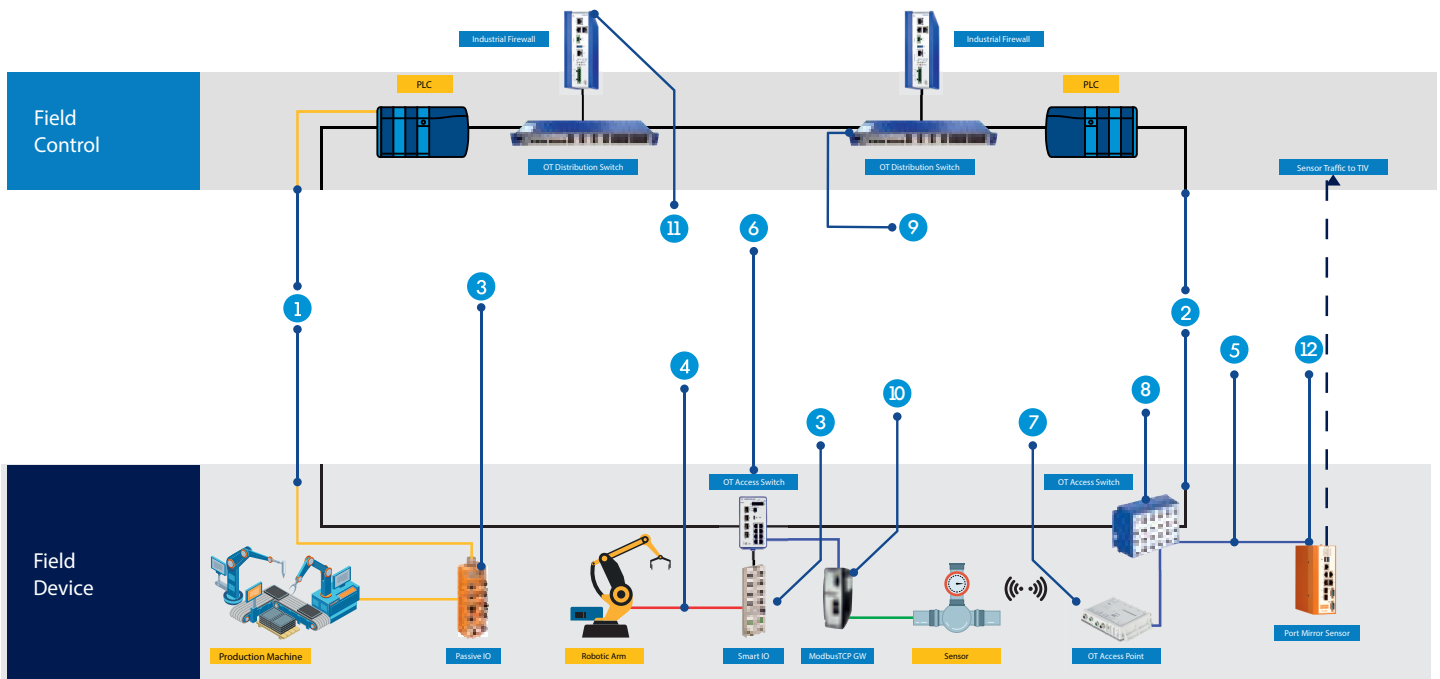 Industrial Firewall
Industrial Firewall
Field
Control
PLC
PLC
OT Distribution Switch
OT Distribution Switch
Sensor Traffic to TIV
11
6
9
1
3
2
4
5
12
8
10
3
7
OT Access Switch
OT Access Switch
Field
Device
Production Machine
Passive IO
Robotic Arm
Smart IO
ModbusTCP GW
Sensor
OT Access Point
Port Mirror Sensor